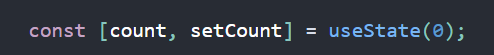 const [count, setCount] = useState(0);